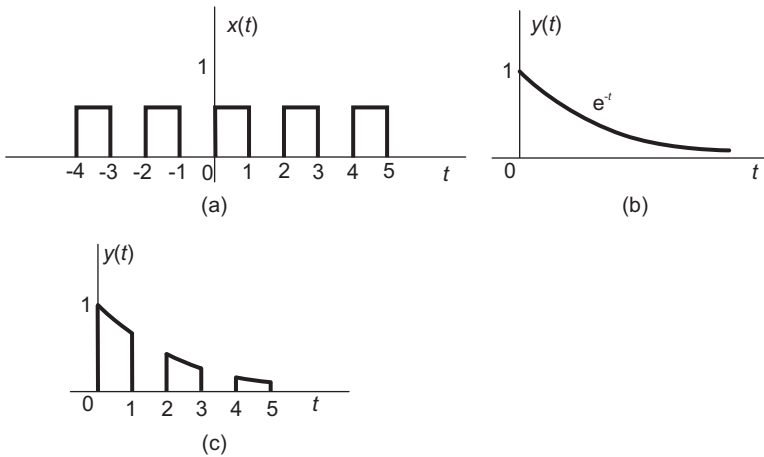 x(t)
1
-4 -3 -2 -1 0 1 2 3 4 5 t
(a)
y(t)
1
e^-t
0 t
(b)
y(t)
1
0 1 2 3 4 5 t
(c)